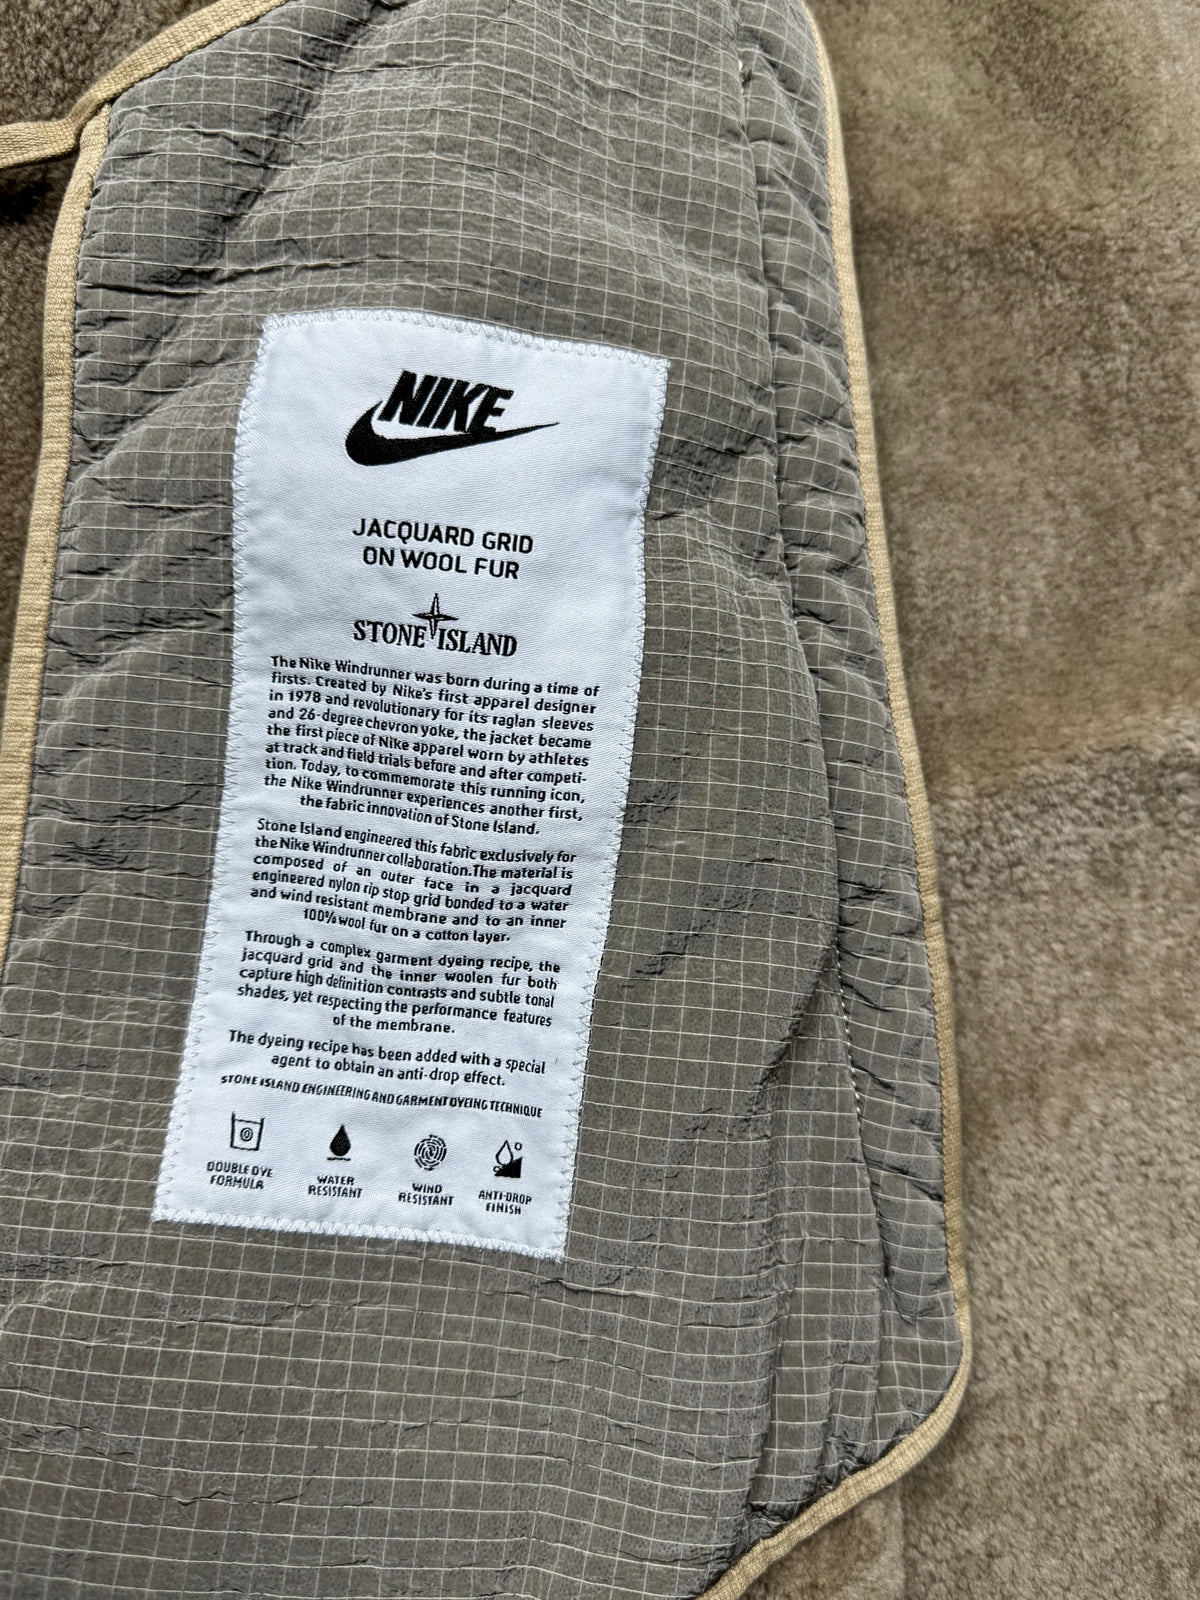 NIKE
JACQUARD GRID
ON WOOL FUR
STONE ISLAND
The Nike Windrunner was born during a time of
firsts. Created by Nike's first apparel designer
in 1978 and revolutionary for its raglan sleeves
and 26-degree chevron yoke, the jacket became
the first piece of Nike apparel worn by athletes
at track and field trials before and after competi-
tion. Today, to commemorate this running icon,
the Nike Windrunner experiences another first,
the fabric innovation of Stone Island.
Stone Island engineered this fabric exclusively for
the Nike Windrunner collaboration.The material is
composed of an outer face in a jacquard
engineered nylon rip stop grid bonded to a water
and wind resistant membrane and to an inner
100% wool fur on a cotton layer.
Through a complex garment dyeing recipe, the
jacquard grid and the inner woolen fur both
capture high definition contrasts and subtle tonal
shades, yet respecting the performance features
of the membrane.
The dyeing recipe has been added with a special
agent to obtain an anti-drop effect.
STONE ISLAND ENGINEERING AND GARMENT DYEING TECHNIQUE
DOUBLE DYE
FORMULA
WATER
RESISTANT
WIND
RESISTANT
ANTI-DROP
FINISH